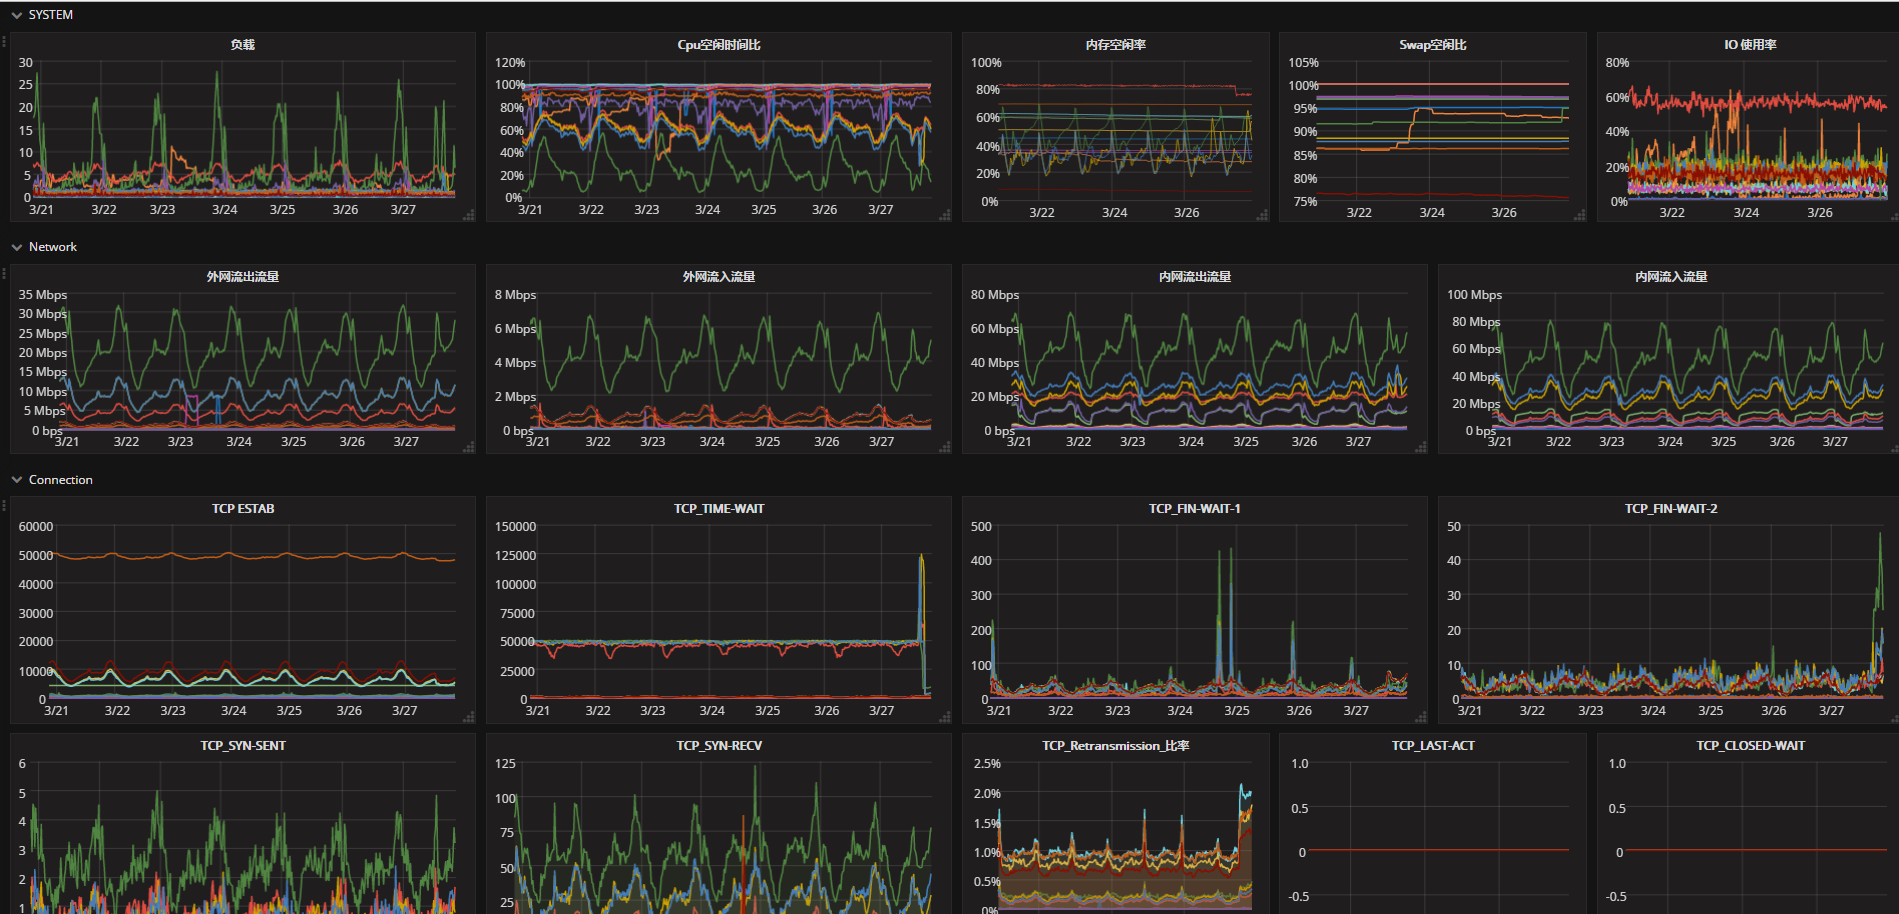 SYSTEM
负载
30
25
20
15
10
5
0
3/21 3/22 3/23 3/24 3/25 3/26 3/27
Cpu空闲时间比
120%
100%
80%
60%
40%
20%
0%
3/21 3/22 3/23 3/24 3/25 3/26 3/27
内存空闲率
100%
80%
60%
40%
20%
0%
3/22 3/24 3/26
Swap空闲比
105%
100%
95%
90%
85%
80%
75%
3/22 3/24 3/26
IO 使用率
80%
60%
40%
20%
0%
3/22 3/24 3/26
Network
外网流出流量
35 Mbps
30 Mbps
25 Mbps
20 Mbps
15 Mbps
10 Mbps
5 Mbps
0 bps
3/21 3/22 3/23 3/24 3/25 3/26 3/27
外网流入流量
8 Mbps
6 Mbps
4 Mbps
2 Mbps
0 bps
3/21 3/22 3/23 3/24 3/25 3/26 3/27
内网流出流量
80 Mbps
60 Mbps
40 Mbps
20 Mbps
0 bps
3/21 3/22 3/23 3/24 3/25 3/26 3/27
内网流入流量
100 Mbps
80 Mbps
60 Mbps
40 Mbps
20 Mbps
0 bps
3/21 3/22 3/23 3/24 3/25 3/26 3/27
Connection
TCP ESTAB
60000
50000
40000
30000
20000
10000
0
3/21 3/22 3/23 3/24 3/25 3/26 3/27
TCP_TIME-WAIT
150000
125000
100000
75000
50000
25000
0
3/21 3/22 3/23 3/24 3/25 3/26 3/27
TCP_FIN-WAIT-1
500
400
300
200
100
0
3/21 3/22 3/23 3/24 3/25 3/26 3/27
TCP_FIN-WAIT-2
50
40
30
20
10
0
3/21 3/22 3/23 3/24 3/25 3/26 3/27
TCP_SYN-SENT
6
5
4
3
2
1
TCP_SYN-RECV
125
100
75
50
25
TCP_Retransmission_比率
2.5%
2.0%
1.5%
1.0%
0.5%
0%
TCP_LAST-ACT
1.0
0.5
0
-0.5
TCP_CLOSED-WAIT
1.0
0.5
0
-0.5